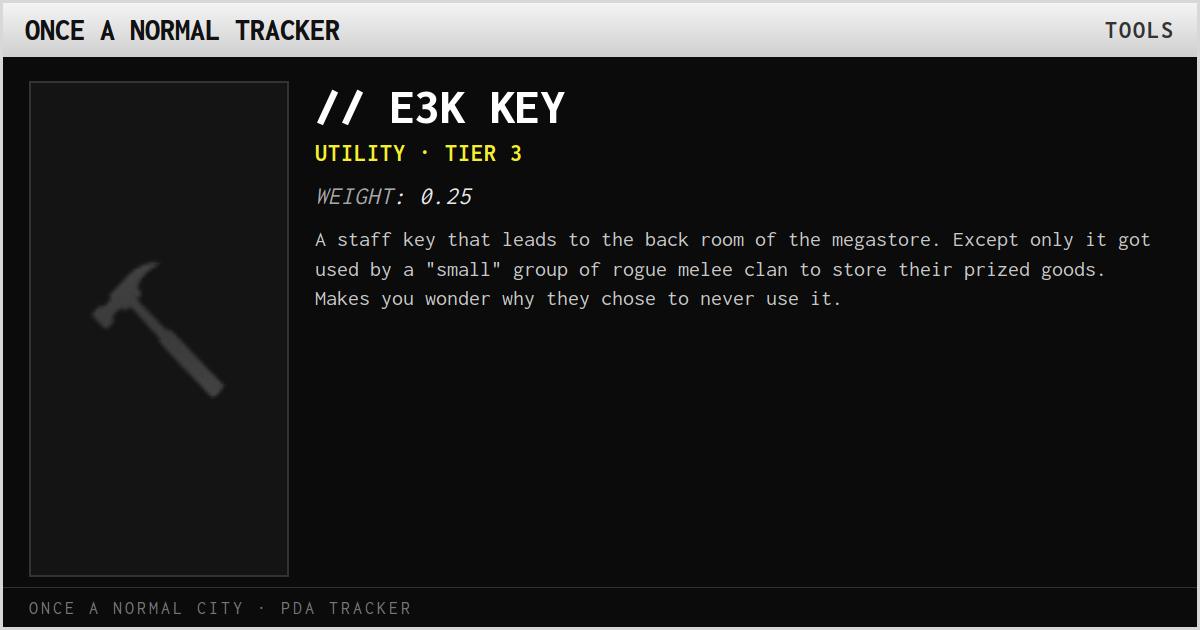 ONCE A NORMAL TRACKER
TOOLS
// E3K KEY
UTILITY · TIER 3
WEIGHT: 0.25
A staff key that leads to the back room of the megastore. Except only it got
used by a "small" group of rogue melee clan to store their prized goods.
Makes you wonder why they chose to never use it.
ONCE A NORMAL CITY · PDA TRACKER